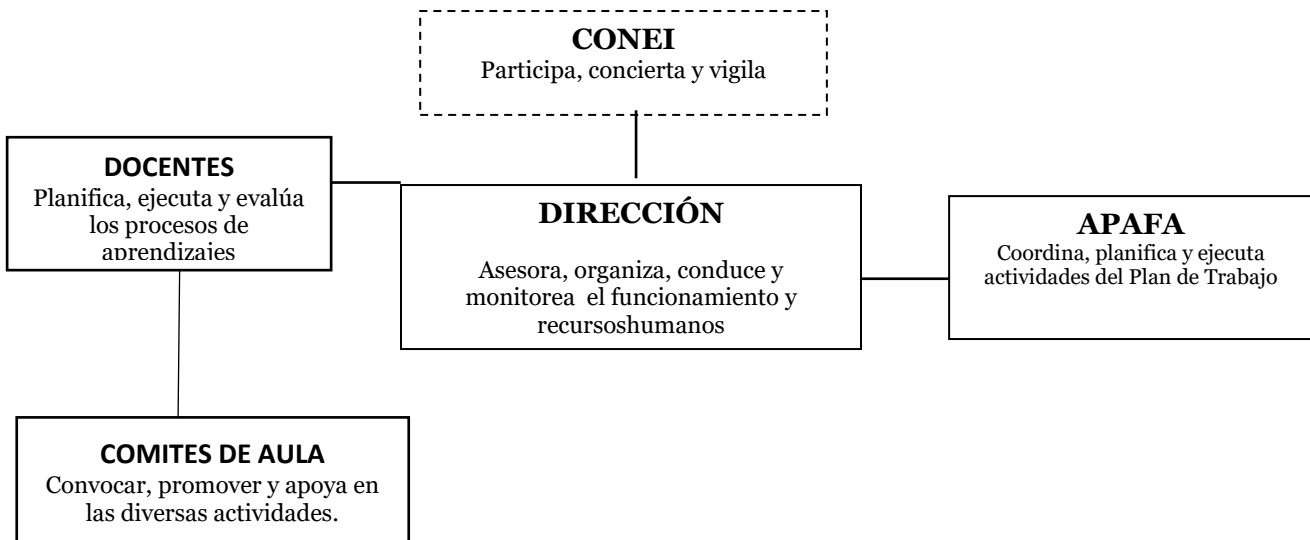 CONEI
Participa, concierta y vigila
DOCENTES
Planifica, ejecuta y evalúa
los procesos de
aprendizajes
DIRECCIÓN
Asesora, organiza, conduce y
monitorea el funcionamiento y
recursoshumanos
APAFA
Coordina, planifica y ejecuta
actividades del Plan de Trabajo
COMITES DE AULA
Convocar, promover y apoya en
las diversas actividades.